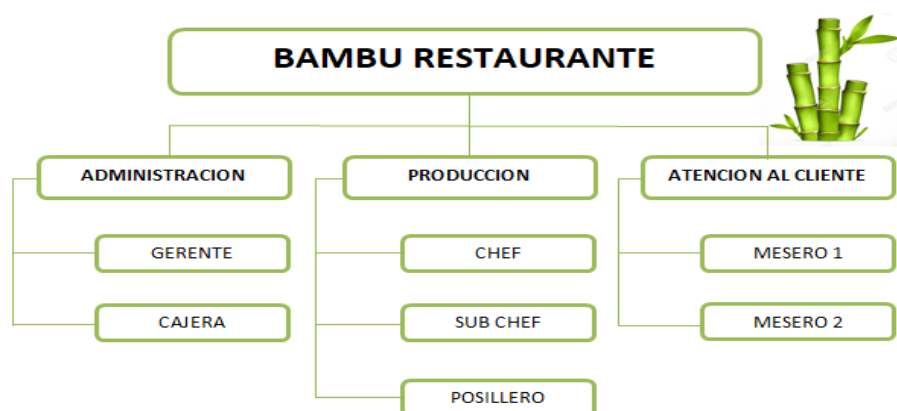 BAMBU RESTAURANTE
ADMINISTRACION
PRODUCCION
ATENCION AL CLIENTE
GERENTE
CHEF
MESERO 1
CAJERA
SUB CHEF
MESERO 2
POSILLERO